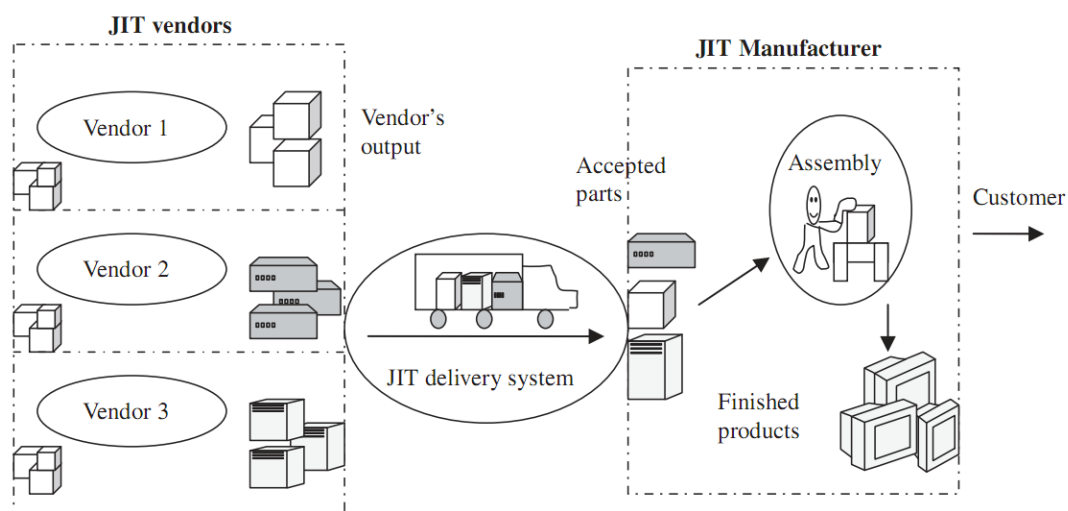 JIT vendors
Vendor 1
Vendor's
output
Vendor 2
Vendor 3
JIT delivery system
JIT Manufacturer
Accepted
parts
Assembly
Customer
Finished
products